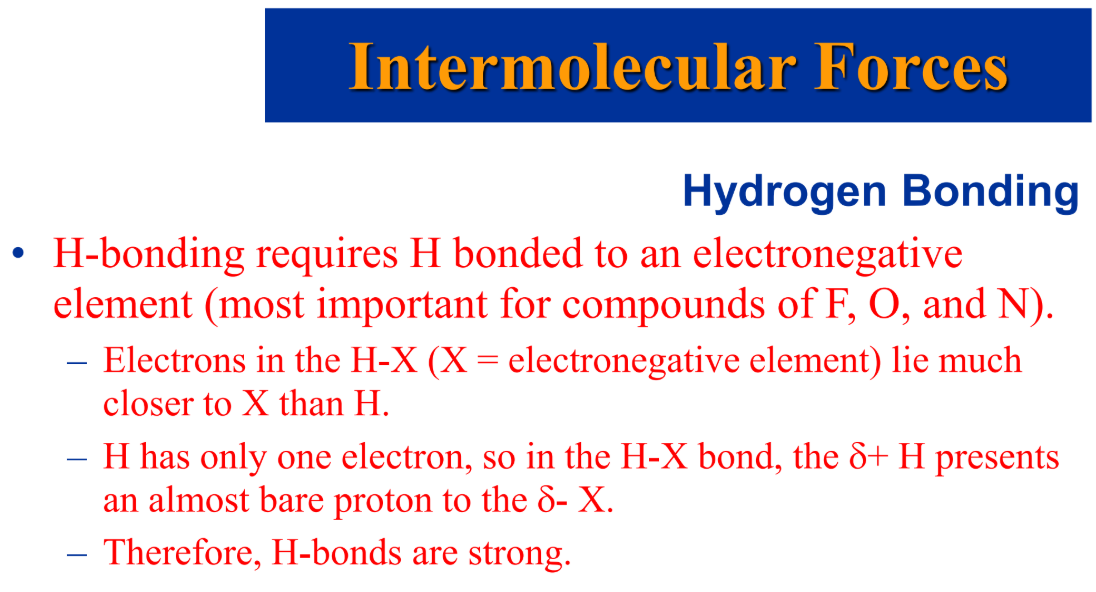 Intermolecular Forces
Hydrogen Bonding
• H-bonding requires H bonded to an electronegative
element (most important for compounds of F, O, and N).
– Electrons in the H-X (X = electronegative element) lie much
closer to X than H.
– H has only one electron, so in the H-X bond, the δ+ H presents
an almost bare proton to the δ- X.
– Therefore, H-bonds are strong.